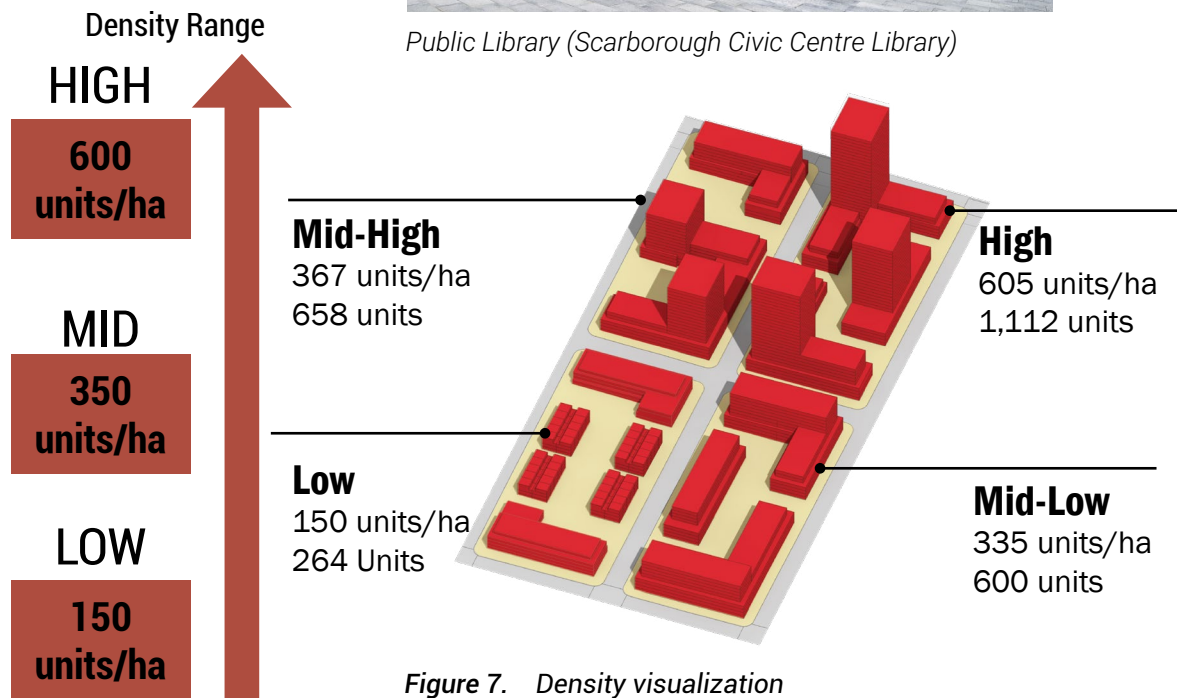 Density Range
Public Library (Scarborough Civic Centre Library)
HIGH
600
units/ha
MID
350
units/ha
LOW
150
units/ha
Mid-High
367 units/ha
658 units
High
605 units/ha
1,112 units
Low
150 units/ha
264 Units
Mid-Low
335 units/ha
600 units
Figure 7. Density visualization